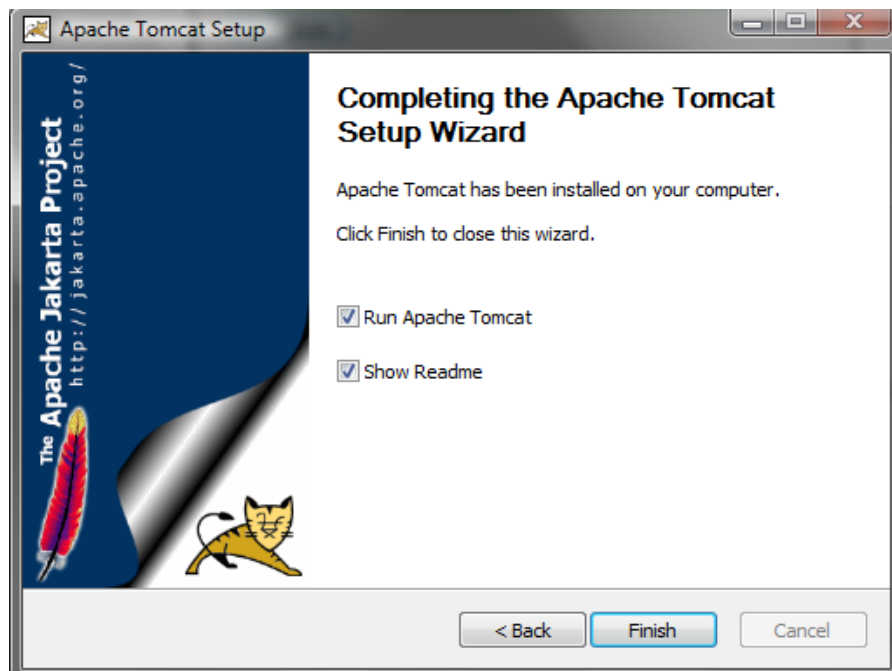 Apache Tomcat Setup
The Apache Jakarta Project
http://jakarta.apache.org/
Completing the Apache Tomcat
Setup Wizard
Apache Tomcat has been installed on your computer.
Click Finish to close this wizard.
Run Apache Tomcat
Show Readme
< Back
Finish
Cancel